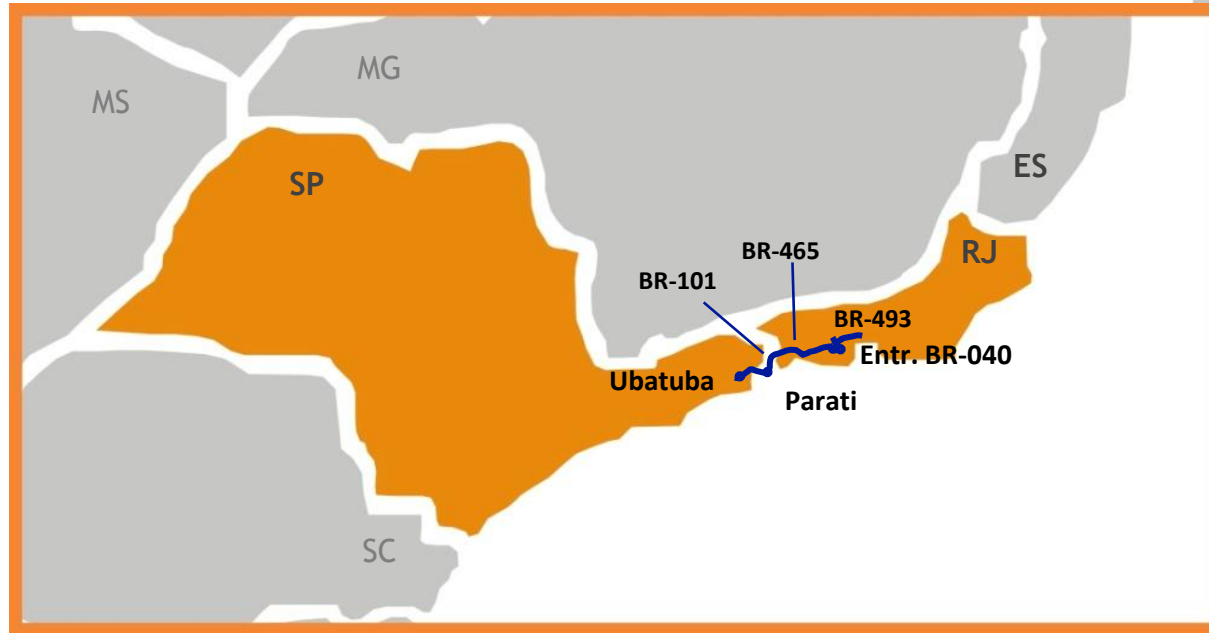 MG
MS
SP
ES
BR-465
RJ
BR-101
BR-493
Entr. BR-040
Ubatuba
Parati
SC